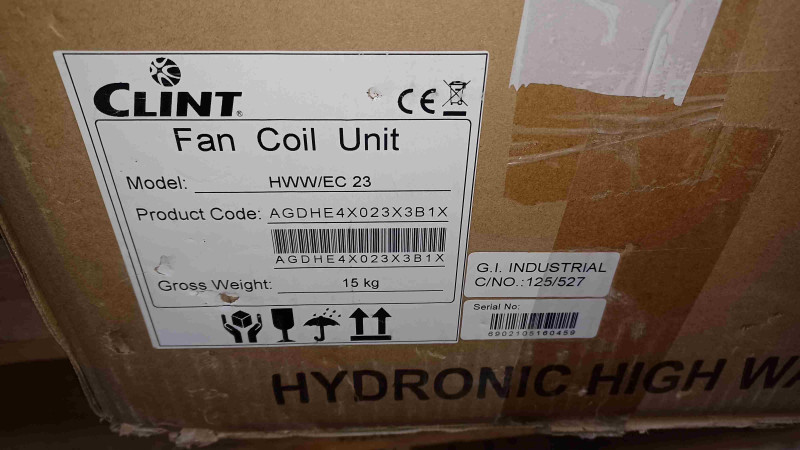 CLINT®
CE
Fan Coil Unit
Model: HWW/EC 23
Product Code: AGDHE4X023X3B1X
AGDHE4X023X3B1X
Gross Weight: 15 kg
G.I. INDUSTRIAL
C/NO.:125/527
Serial No:
6902105160459
HYDRONIC HIGH